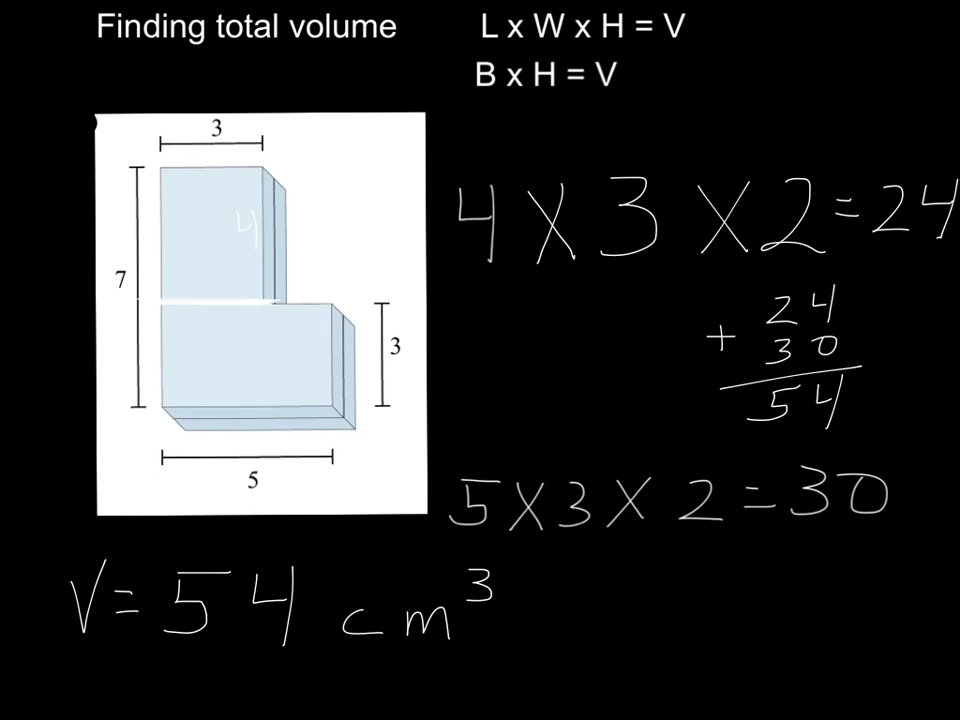 Finding total volume L x W x H = V
B x H = V
3
4
7
3
5
4 X 3 X 2 = 24
24
+ 30
54
5 X 3 X 2 = 30
V = 54 cm³